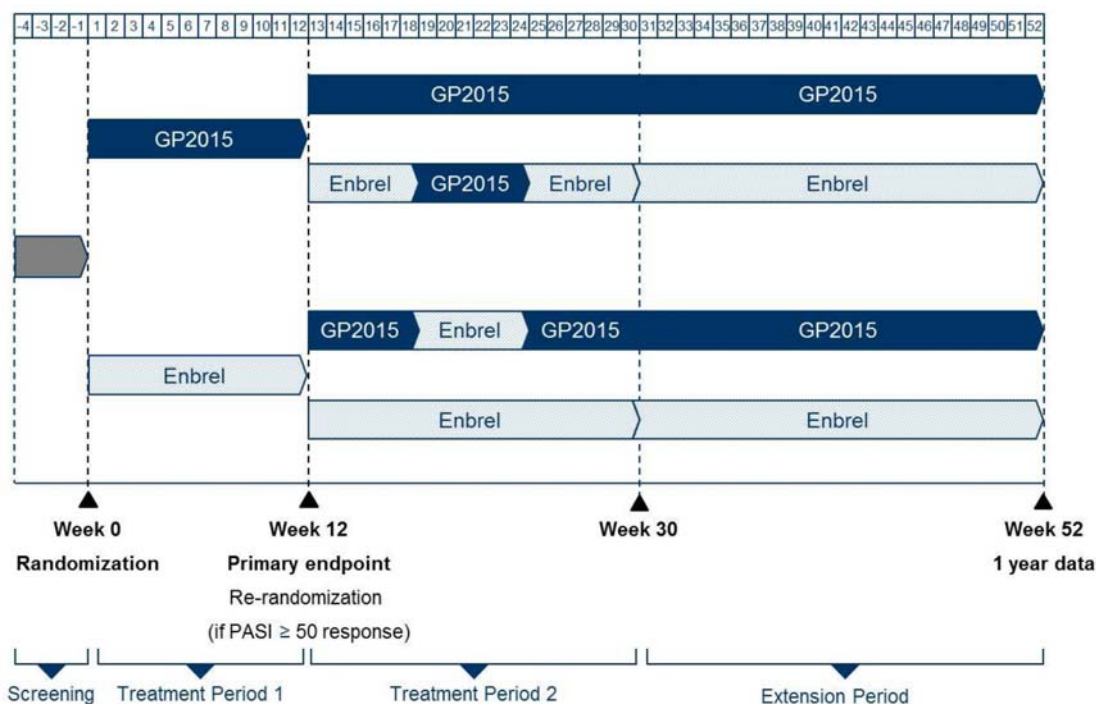 -4 -3 -2 -1 1 2 3 4 5 6 7 8 9 10 11 12 13 14 15 16 17 18 19 20 21 22 23 24 25 26 27 28 29 30 31 32 33 34 35 36 37 38 39 40 41 42 43 44 45 46 47 48 49 50 51 52
GP2015 GP2015
GP2015
Enbrel GP2015 Enbrel Enbrel
GP2015 Enbrel GP2015 GP2015
Enbrel
Enbrel Enbrel
Week 0 Week 12 Week 30 Week 52
Randomization Primary endpoint 1 year data
Re-randomization
(if PASI ≥ 50 response)
Screening Treatment Period 1 Treatment Period 2 Extension Period